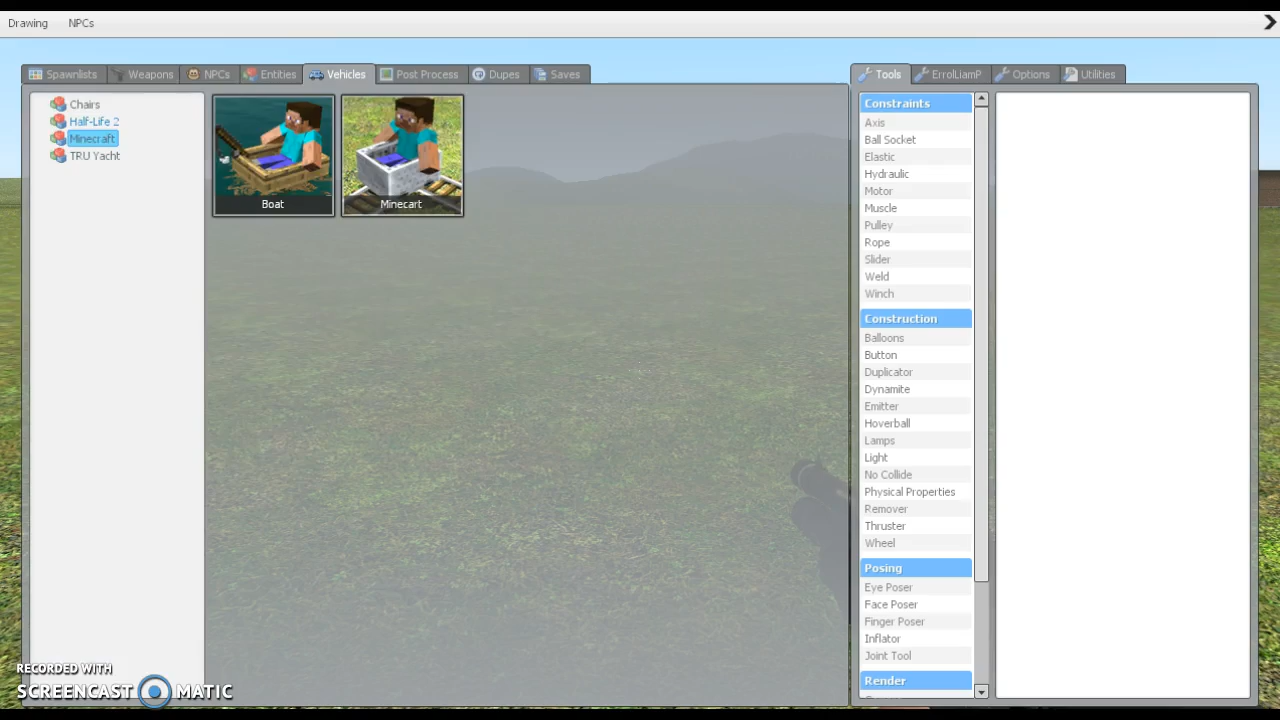 Drawing NPCs
Spawnlists Weapons NPCs Entities Vehicles Post Process Dupes Saves
Tools ErrolLiamP Options Utilities
Chairs
Half-Life 2
Minecraft
TRU Yacht
Boat
Minecart
Constraints
Axis
Ball Socket
Elastic
Hydraulic
Motor
Muscle
Pulley
Rope
Slider
Weld
Winch
Construction
Balloons
Button
Duplicator
Dynamite
Emitter
Hoverball
Lamps
Light
No Collide
Physical Properties
Remover
Thruster
Wheel
Posing
Eye Poser
Face Poser
Finger Poser
Inflator
Joint Tool
Render
RECORDED WITH
SCREENCAST MATIC